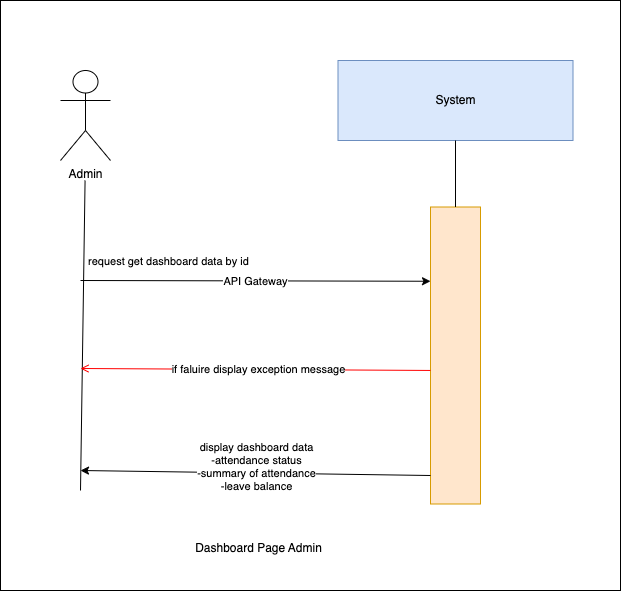 System
Admin
request get dashboard data by id
API Gateway
if faluire display exception message
display dashboard data
-attendance status
-summary of attendance
-leave balance
Dashboard Page Admin